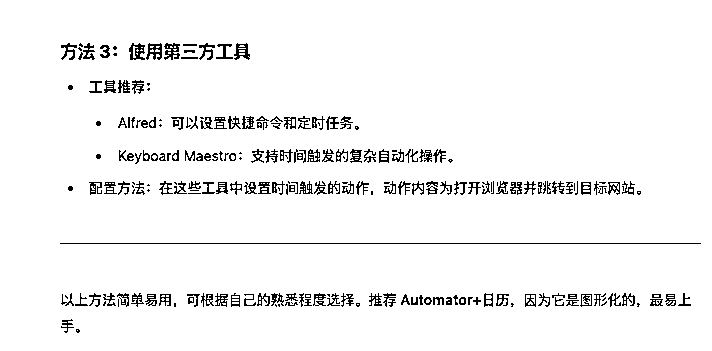 方法 3：使用第三方工具
• 工具推荐：
• Alfred：可以设置快捷命令和定时任务。
• Keyboard Maestro：支持时间触发的复杂自动化操作。
• 配置方法：在这些工具中设置时间触发的动作，动作内容为打开浏览器并跳转到目标网站。
以上方法简单易用，可根据自己的熟悉程度选择。推荐 Automator+日历，因为它是图形化的，最易上
手。